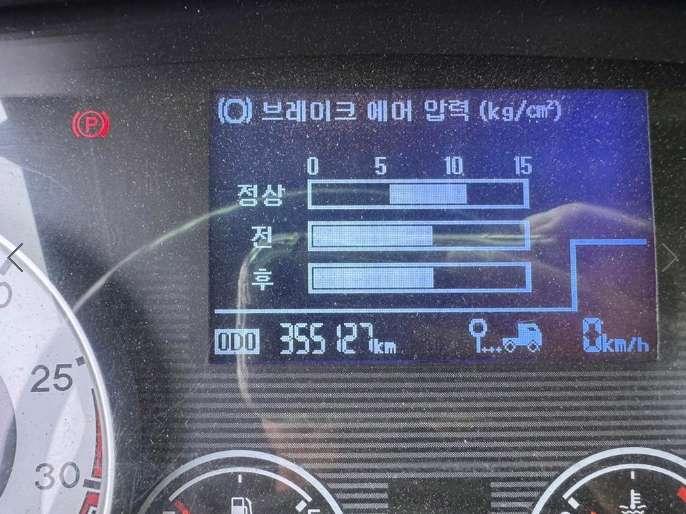 브레이크 에어 압력 (kg/cm²)
0 5 10 15
정상
전
후
ODO 355127km 0km/h
P
25
30